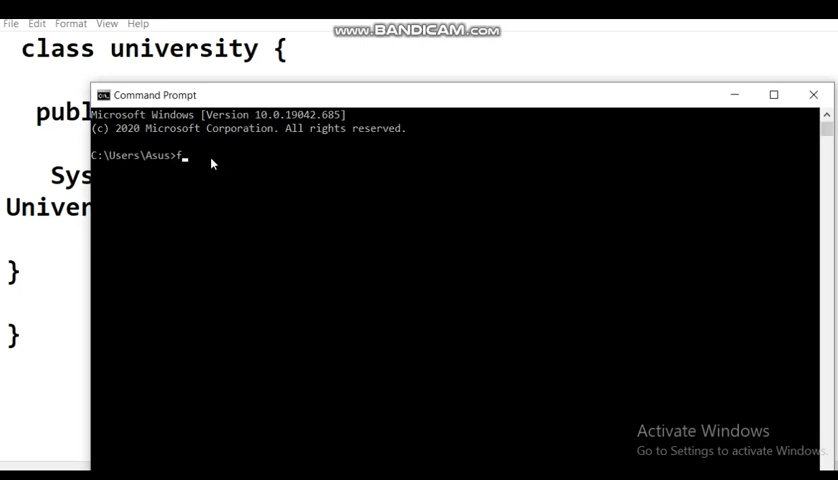 www.BANDICAM.com
File Edit Format View Help
class university {
publ
Sys
Univer
}
}
Command Prompt
Microsoft Windows [Version 10.0.19042.685]
(c) 2020 Microsoft Corporation. All rights reserved.
C:\Users\Asus>f_
Activate Windows
Go to Settings to activate Windows.